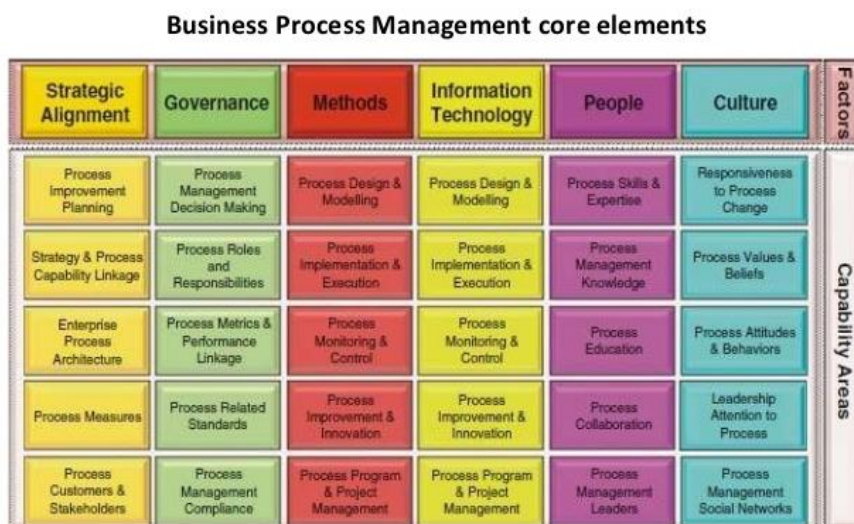 Business Process Management core elements
Strategic
Alignment
Governance
Methods
Information
Technology
People
Culture
Factors
Process
Improvement
Planning
Process
Management
Decision Making
Process Design &
Modelling
Process Design &
Modelling
Process Skills &
Expertise
Responsiveness
to Process
Change
Strategy & Process
Capability Linkage
Process Roles
and
Responsibilities
Process
Implementation &
Execution
Process
Implementation &
Execution
Process
Management
Knowledge
Process Values &
Beliefs
Enterprise
Process
Architecture
Process Metrics &
Performance
Linkage
Process
Monitoring &
Control
Process
Monitoring &
Control
Process
Education
Process Attitudes
& Behaviors
Process Measures
Process Related
Standards
Process
Improvement &
Innovation
Process
Improvement &
Innovation
Process
Collaboration
Leadership
Attention to
Process
Process
Customers &
Stakeholders
Process
Management
Compliance
Process Program
& Project
Management
Process Program
& Project
Management
Process
Management
Leaders
Process
Management
Social Networks
Capability Areas